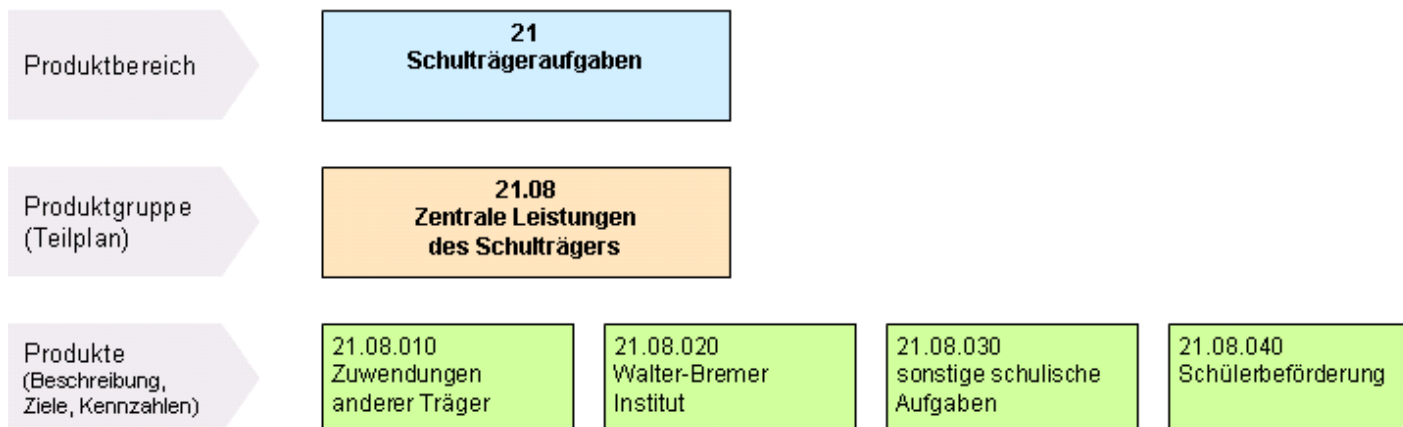 Produktbereich
21
Schulträgeraufgaben
Produktgruppe
(Teilplan)
21.08
Zentrale Leistungen
des Schulträgers
Produkte
(Beschreibung,
Ziele, Kennzahlen)
21.08.010
Zuwendungen
anderer Träger
21.08.020
Walter-Bremer
Institut
21.08.030
sonstige schulische
Aufgaben
21.08.040
Schülerbeförderung